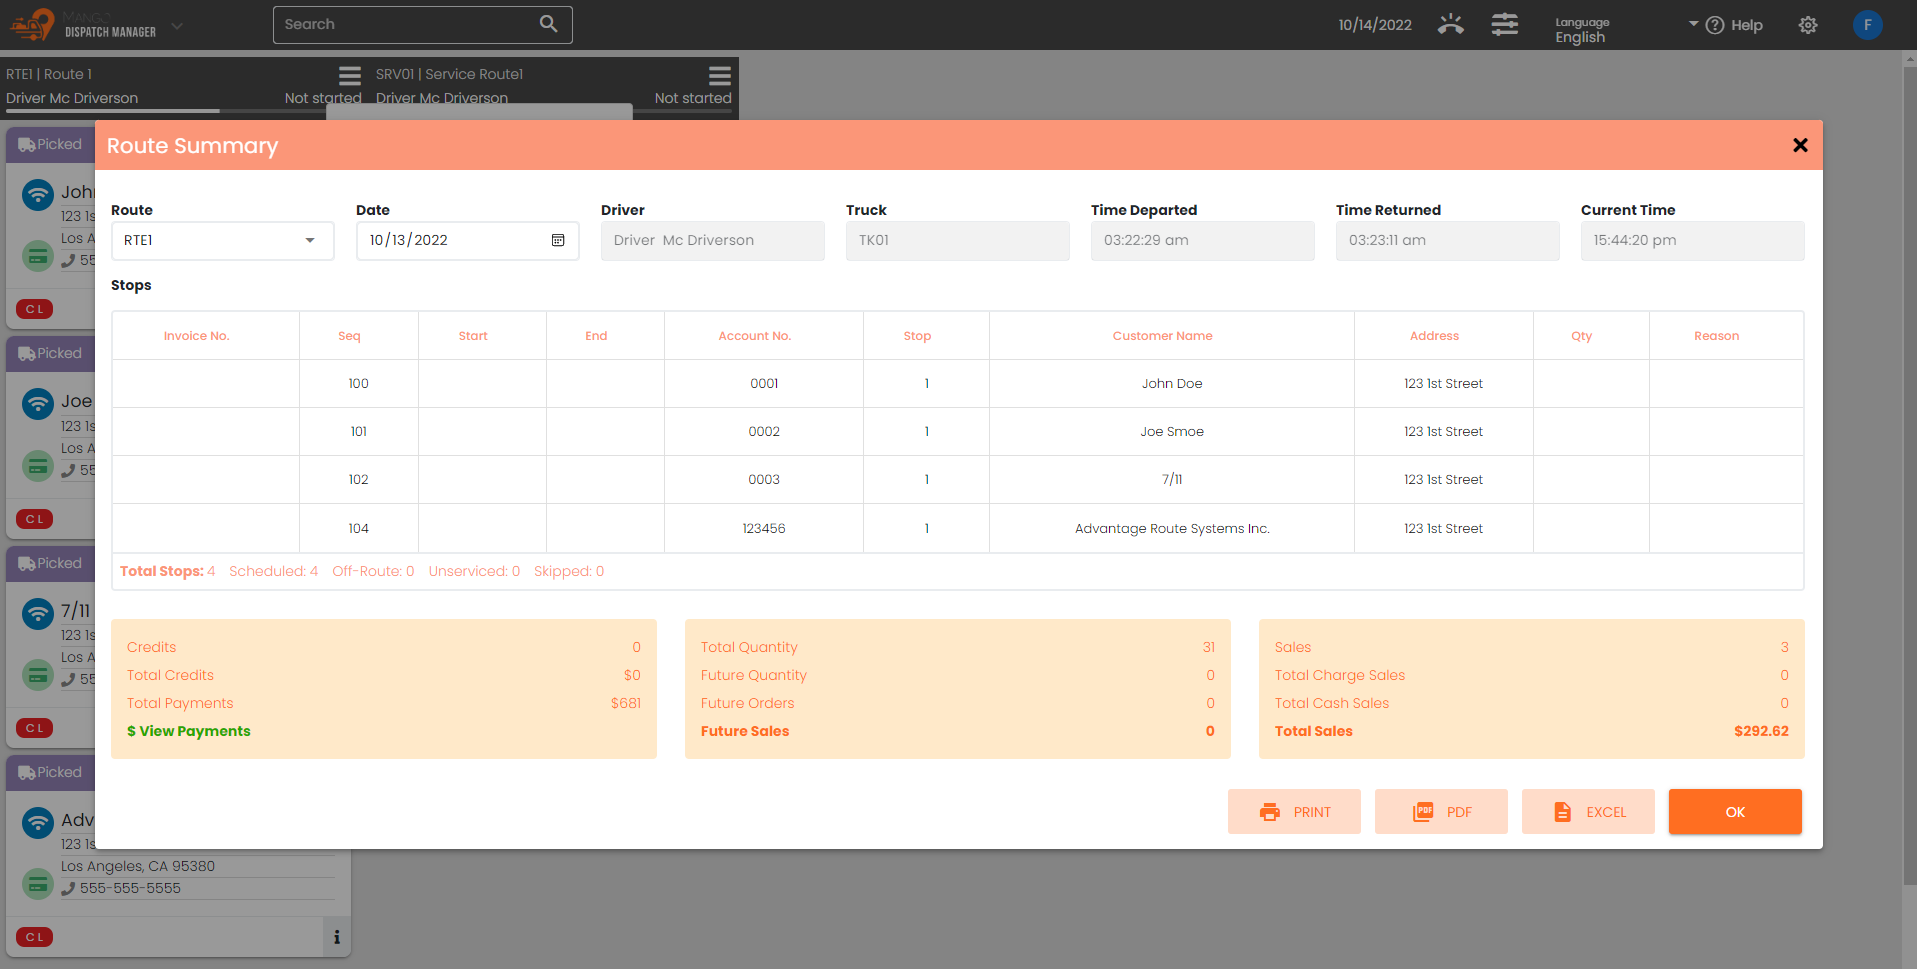 MANGO
DISPATCH MANAGER
Search
10/14/2022
Language
English
Help
F
RTE1 | Route 1
Driver Mc Driverson
Not started
SRV01 | Service Route1
Driver Mc Driverson
Not started
Picked
John
123 1s
Los A
55
C L
Picked
Joe
123 1s
Los A
55
C L
Picked
7/11
123 1s
Los A
55
C L
Picked
Adv
123 1s
Los Angeles, CA 95380
555-555-5555
C L
i
Route Summary
Route
RTE1
Date
10/13/2022
Driver
Driver Mc Driverson
Truck
TK01
Time Departed
03:22:29 am
Time Returned
03:23:11 am
Current Time
15:44:20 pm
Stops
Invoice No. Seq Start End Account No. Stop Customer Name Address Qty Reason
100 0001 1 John Doe 123 1st Street
101 0002 1 Joe Smoe 123 1st Street
102 0003 1 7/11 123 1st Street
104 123456 1 Advantage Route Systems Inc. 123 1st Street
Total Stops: 4 Scheduled: 4 Off-Route: 0 Unserviced: 0 Skipped: 0
Credits 0
Total Credits $0
Total Payments $681
$ View Payments
Total Quantity 31
Future Quantity 0
Future Orders 0
Future Sales 0
Sales 3
Total Charge Sales 0
Total Cash Sales 0
Total Sales $292.62
PRINT
PDF PDF
EXCEL
OK